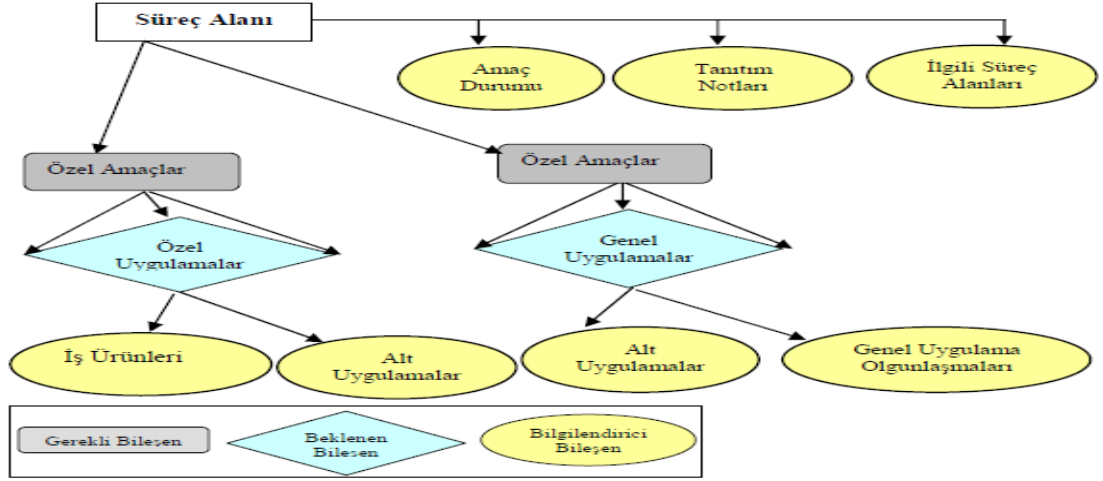 Süreç Alanı
Amaç
Durumu
Tanıtım
Notları
İlgili Süreç
Alanları
Özel Amaçlar
Özel Amaçlar
Özel
Uygulamalar
Genel
Uygulamalar
İş Ürünleri
Alt
Uygulamalar
Alt
Uygulamalar
Genel Uygulama
Olgunlaşmaları
Gerekli Bileşen
Beklenen
Bileşen
Bilgilendirici
Bileşen